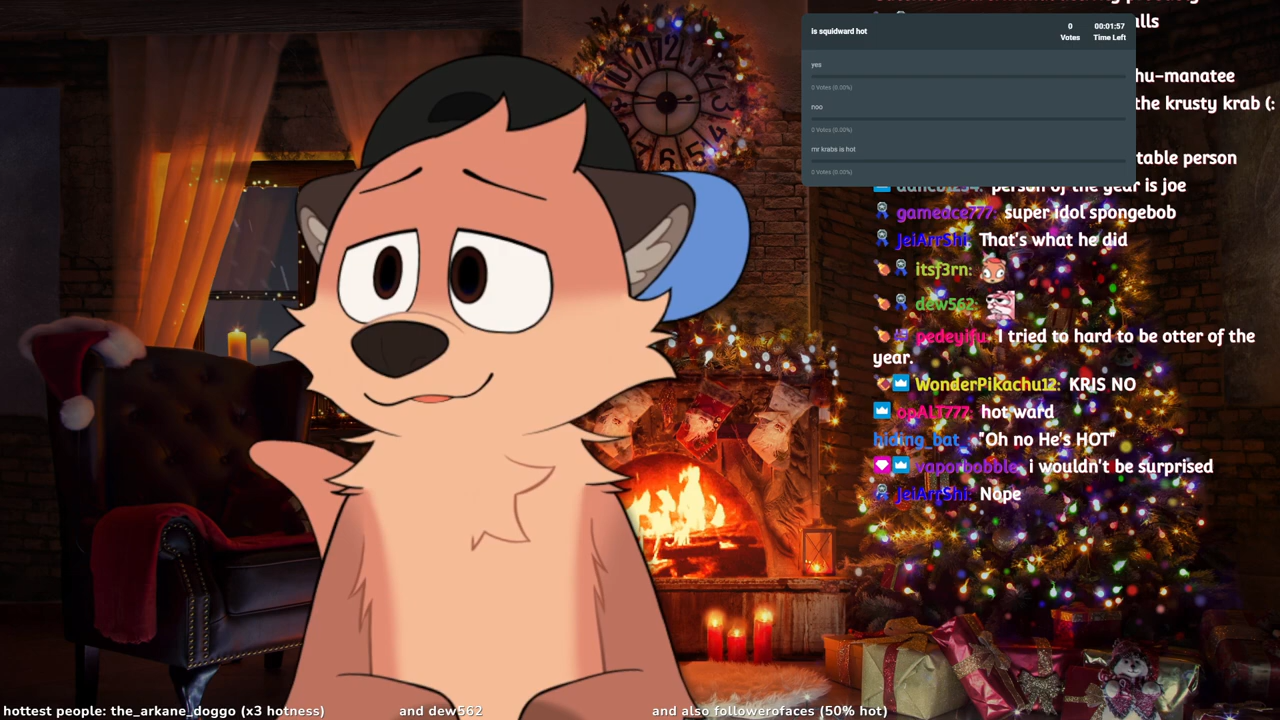 alls
is squidward hot
0
Votes
00:01:57
Time Left
yes
0 Votes (0.00%)
noo
0 Votes (0.00%)
mr krabs is hot
0 Votes (0.00%)
hu-manatee
the krusty krab (:
table person
person of the year is joe
gameace777: super idol spongebob
JeiArrShi: That's what he did
itsf3rn:
dew562:
pedeyifu: I tried to hard to be otter of the
year.
WonderPikachu12: KRIS NO
opALT777: hot ward
hiding_bat "Oh no He's HOT"
vaporbobble: i wouldn't be surprised
JeiArrShi: Nope
hottest people: the_arkane_doggo (x3 hotness) and dew562 and also followerofaces (50% hot)